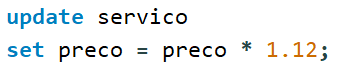 update servico
set preco = preco * 1.12;